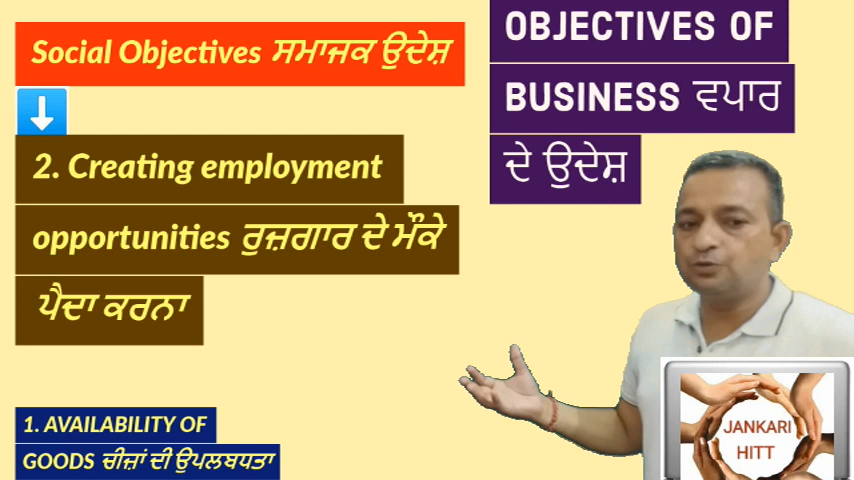 Social Objectives ਸਮਾਜਕ ਉਦੇਸ਼
2. Creating employment
opportunities ਰੁਜ਼ਗਾਰ ਦੇ ਮੌਕੇ
ਪੈਦਾ ਕਰਨਾ
1. AVAILABILITY OF
GOODS ਚੀਜ਼ਾਂ ਦੀ ਉਪਲਬਧਤਾ
OBJECTIVES OF
BUSINESS ਵਪਾਰ
ਦੇ ਉਦੇਸ਼
JANKARI
HITT